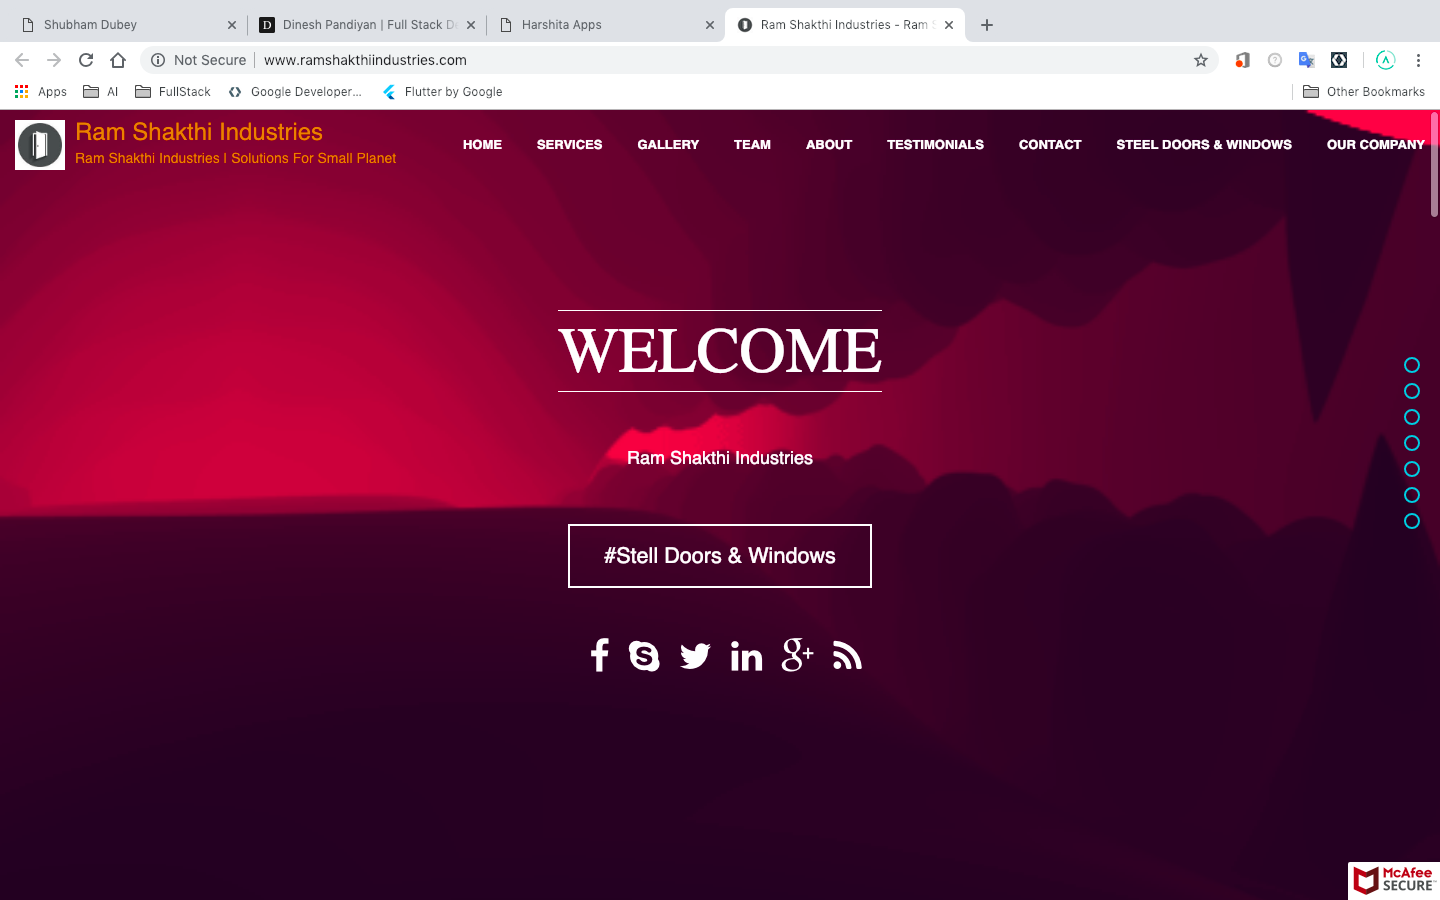 Shubham Dubey
Dinesh Pandiyan | Full Stack De
Harshita Apps
Ram Shakthi Industries - Ram S
Not Secure
www.ramshakthiindustries.com
Apps
AI
FullStack
Google Developer...
Flutter by Google
Other Bookmarks
Ram Shakthi Industries
Ram Shakthi Industries | Solutions For Small Planet
HOME
SERVICES
GALLERY
TEAM
ABOUT
TESTIMONIALS
CONTACT
STEEL DOORS & WINDOWS
OUR COMPANY
WELCOME
Ram Shakthi Industries
#Stell Doors & Windows
McAfee
SECURE